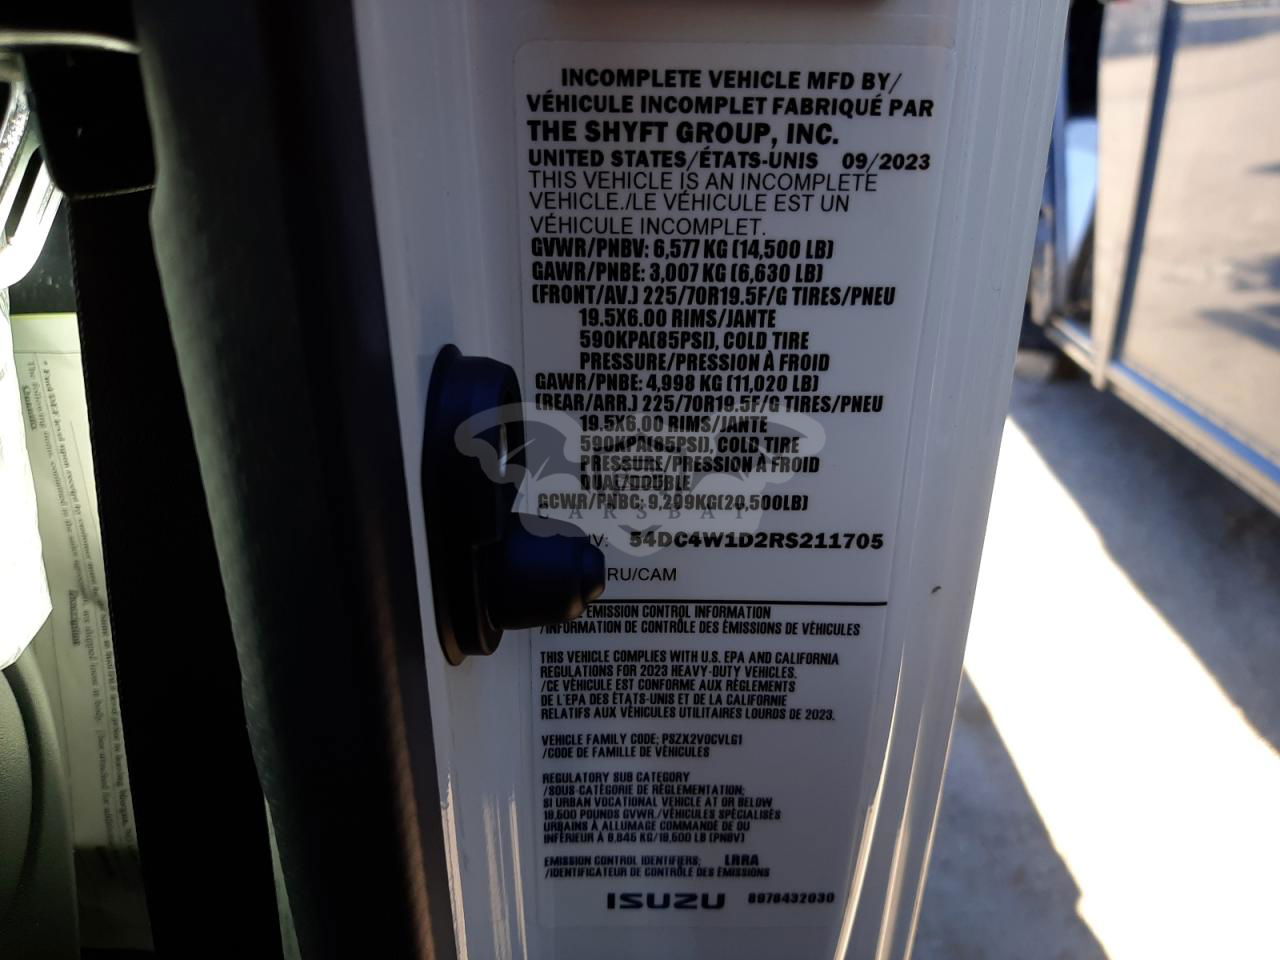 INCOMPLETE VEHICLE MFD BY/
VÉHICULE INCOMPLET FABRIQUÉ PAR
THE SHYFT GROUP, INC.
UNITED STATES/ÉTATS-UNIS 09/2023
THIS VEHICLE IS AN INCOMPLETE
VEHICLE./LE VÉHICULE EST UN
VÉHICULE INCOMPLET.
GVWR/PNBV: 6,577 KG (14,500 LB)
GAWR/PNBE: 3,007 KG (6,630 LB)
(FRONT/AV.) 225/70R19.5F/G TIRES/PNEU
19.5X6.00 RIMS/JANTE
590KPA(85PSI), COLD TIRE
PRESSURE/PRESSION À FROID
GAWR/PNBE: 4,998 KG (11,020 LB)
(REAR/ARR.) 225/70R19.5F/G TIRES/PNEU
19.5X6.00 RIMS/JANTE
590KPA(85PSI), COLD TIRE
PRESSURE/PRESSION À FROID
DUAL/DOUBLE
GCWR/PNBC: 9,299KG(20,500LB)
CARSBAT
IV: 54DC4W1D2RS211705
RU/CAM
EMISSION CONTROL INFORMATION
/INFORMATION DE CONTRÔLE DES ÉMISSIONS DE VÉHICULES
THIS VEHICLE COMPLIES WITH U.S. EPA AND CALIFORNIA
REGULATIONS FOR 2023 HEAVY-DUTY VEHICLES.
/CE VÉHICULE EST CONFORME AUX RÈGLEMENTS
DE L'EPA DES ÉTATS-UNIS ET DE LA CALIFORNIE
RELATIFS AUX VÉHICULES UTILITAIRES LOURDS DE 2023.
VEHICLE FAMILY CODE; PSZX2VOCVLG1
/CODE DE FAMILLE DE VÉHICULES
REGULATORY SUB CATEGORY
/SOUS-CATÉGORIE DE RÉGLEMENTATION;
SI URBAN VOCATIONAL VEHICLE AT OR BELOW
19,500 POUNDS GVWR./VÉHICULES SPÉCIALISÉS
URBAINS À ALLUMAGE COMMANDÉ DE OU
INFÉRIEUR À 8,845 KG/19,500 LB (PNBV)
EMISSION CONTROL IDENTIFIERS; LRRA
/IDENTIFICATEUR DE CONTRÔLE DES ÉMISSIONS
ISUZU 8978432030